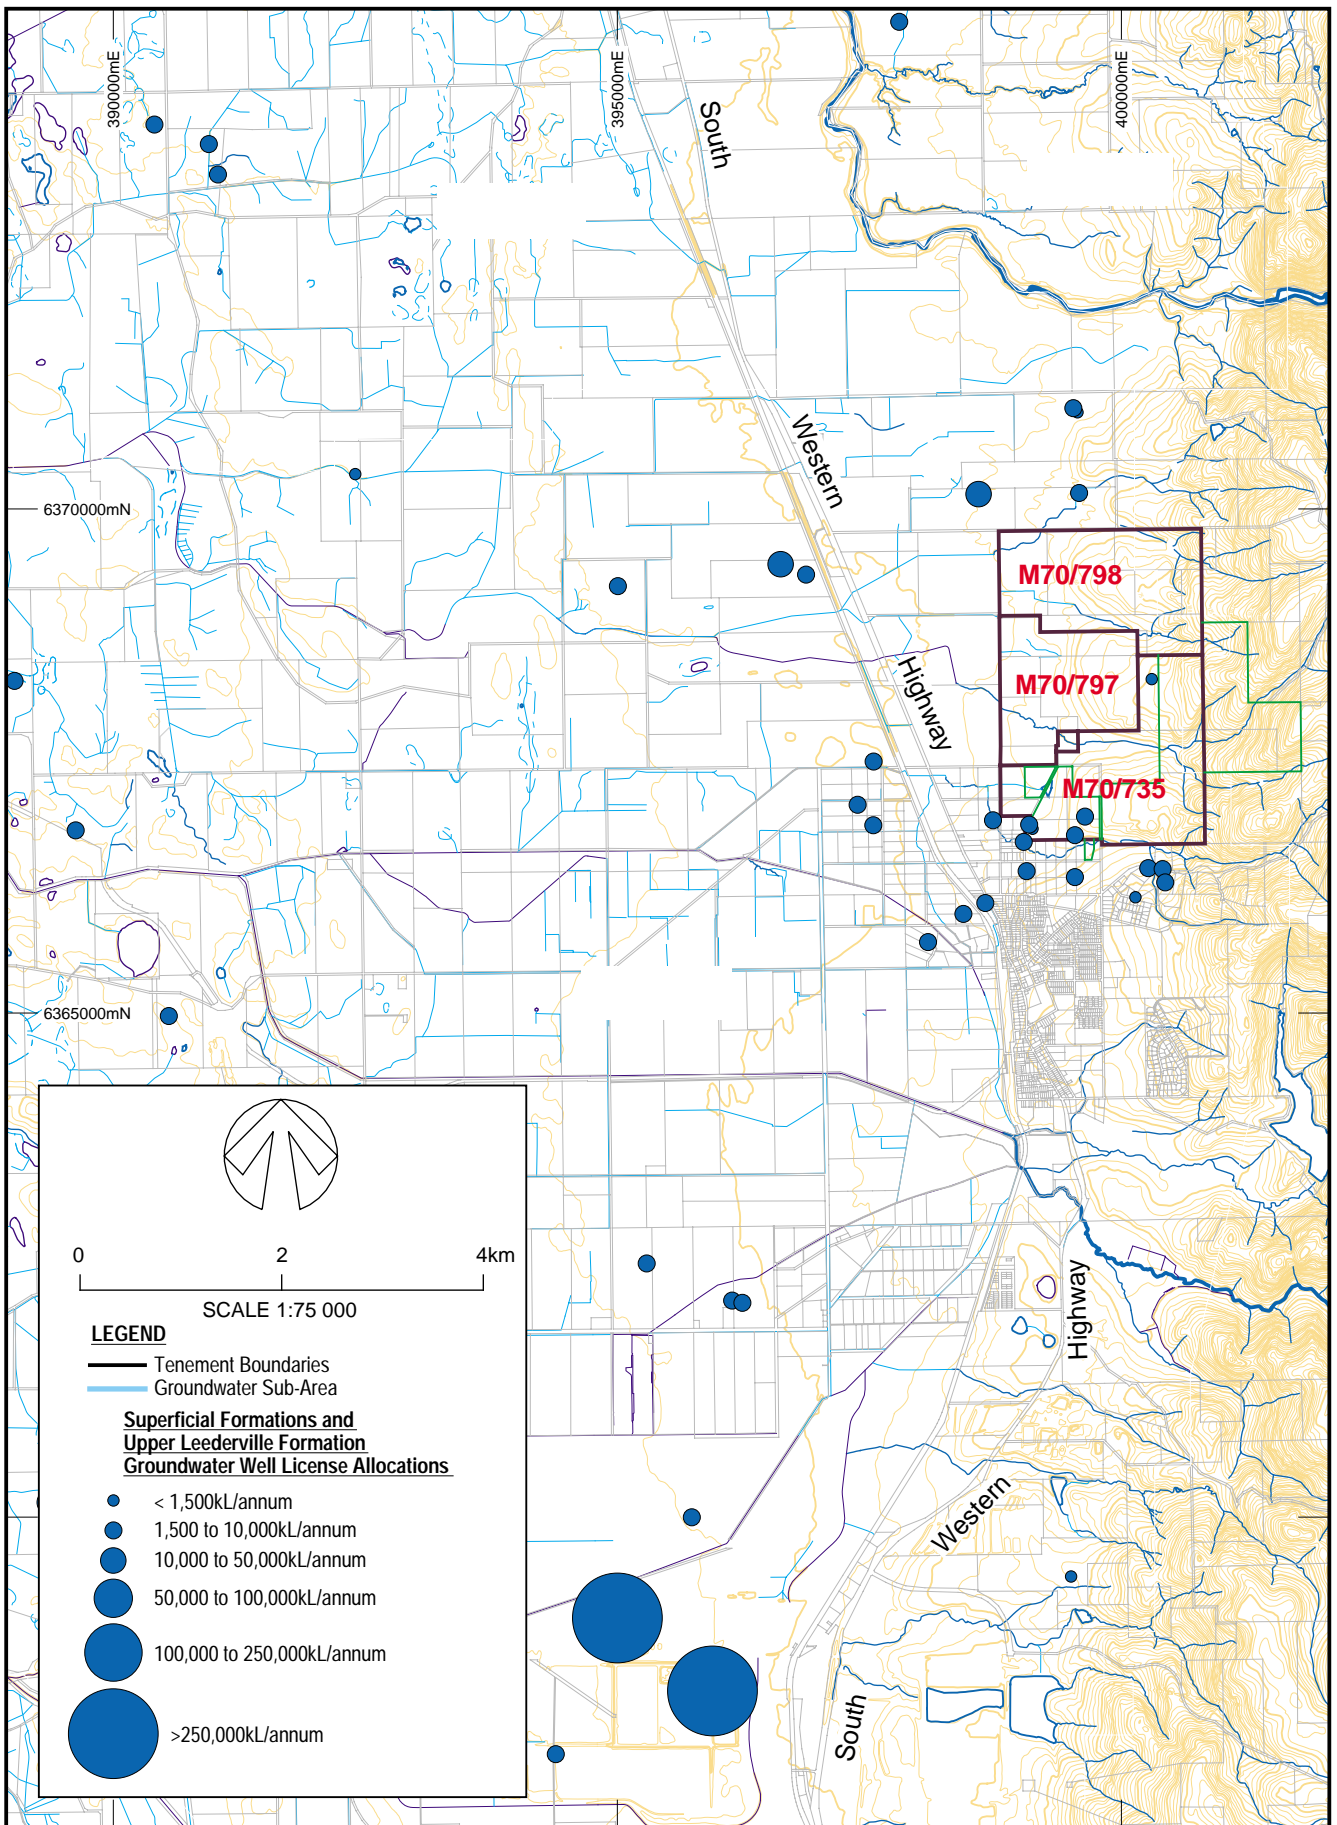 390000mE
395000mE
400000mE
South
Western
6370000mN
M70/798
M70/797
Highway
M70/735
6365000mN
0 2 4km
SCALE 1:75 000
LEGEND
Tenement Boundaries
Groundwater Sub-Area
Superficial Formations and
Upper Leederville Formation
Groundwater Well License Allocations
< 1,500kL/annum
1,500 to 10,000kL/annum
10,000 to 50,000kL/annum
50,000 to 100,000kL/annum
100,000 to 250,000kL/annum
>250,000kL/annum
Highway
Western
South